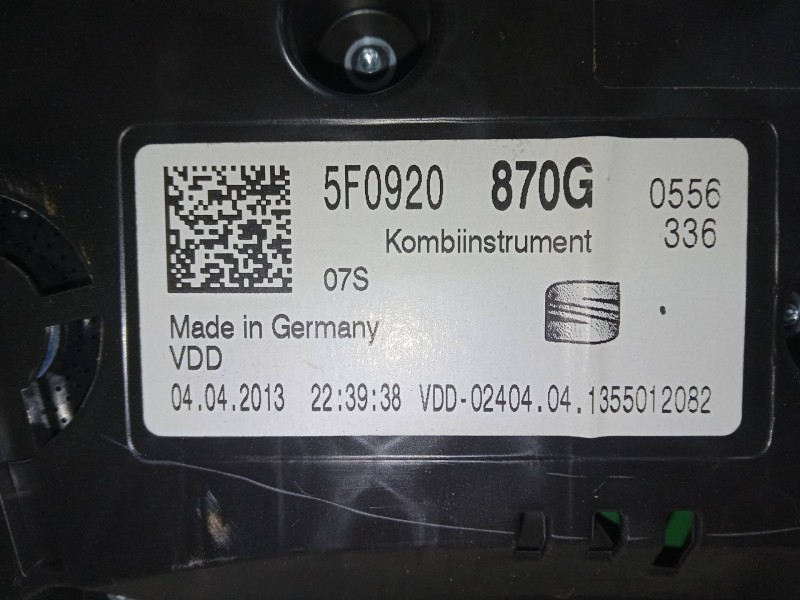 5F0920 870G 0556
Kombiinstrument 336
07S
Made in Germany
VDD
04.04.2013 22:39:38 VDD-02404.04.1355012082